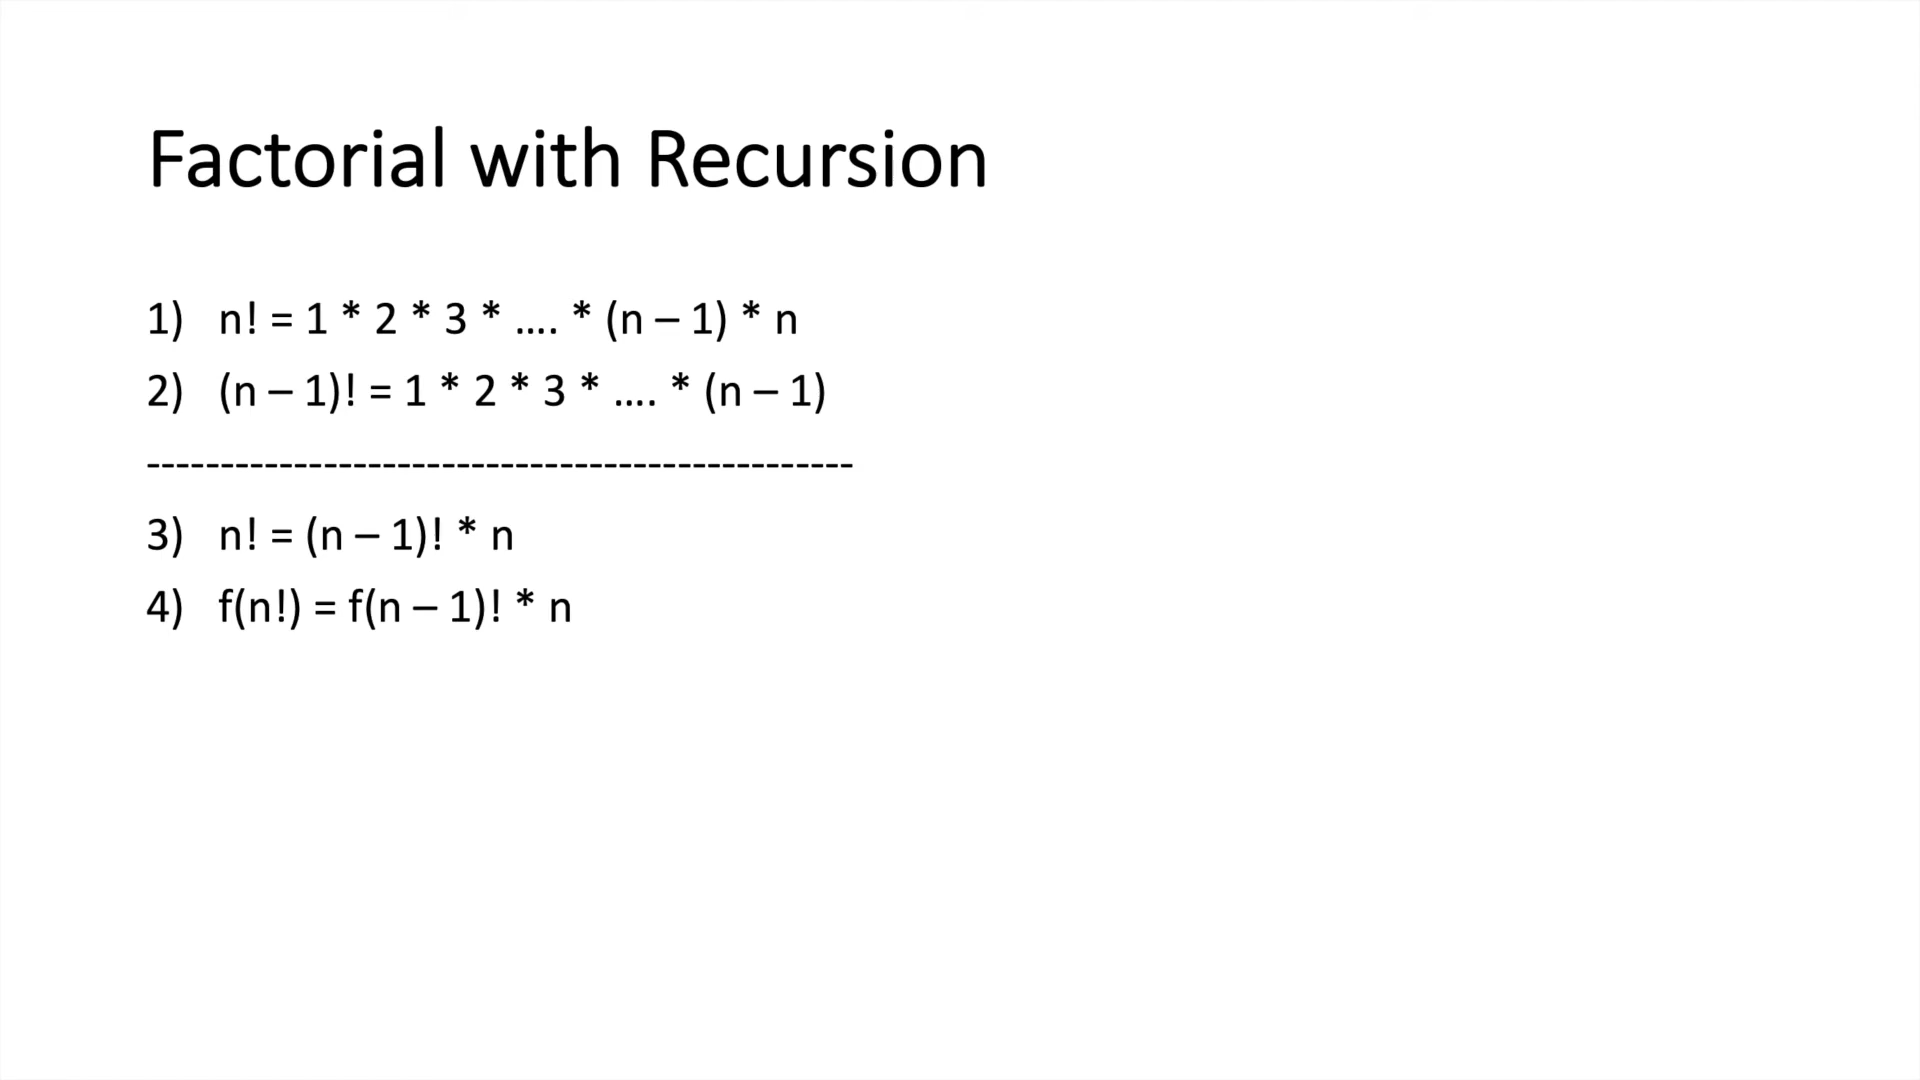 Factorial with Recursion
1) n! = 1 * 2 * 3 * .... * (n – 1) * n
2) (n – 1)! = 1 * 2 * 3 * .... * (n – 1)
------------------------------------------------
3) n! = (n – 1)! * n
4) f(n!) = f(n – 1)! * n